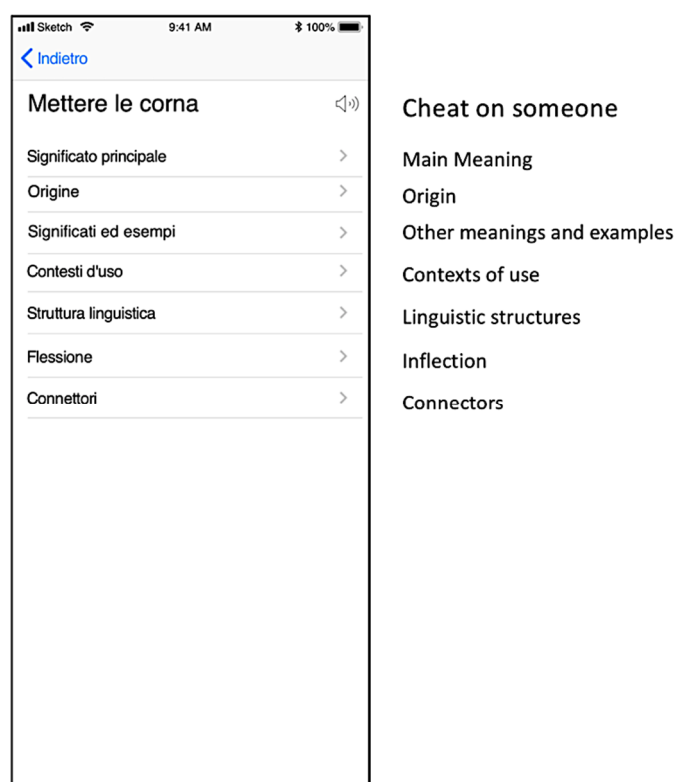 Sketch 9:41 AM 100%
Indietro
Mettere le corna
Significato principale
Origine
Significati ed esempi
Contesti d'uso
Struttura linguistica
Flessione
Connettori
Cheat on someone
Main Meaning
Origin
Other meanings and examples
Contexts of use
Linguistic structures
Inflection
Connectors